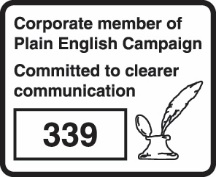 Corporate member of
Plain English Campaign
Committed to clearer
communication
339